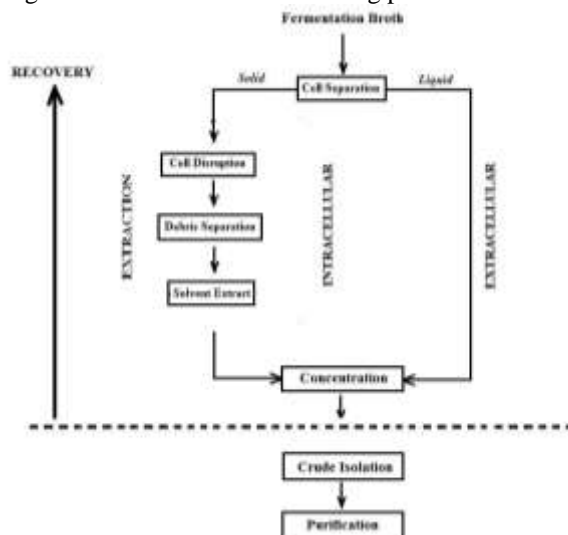 Fermentation Broth
RECOVERY
Solid
Liquid
Cell Separation
Cell Disruption
Debris Separation
Solvent Extract
EXTRACTION
INTRACELLULAR
EXTRACELLULAR
Concentration
Crude Isolation
Purification